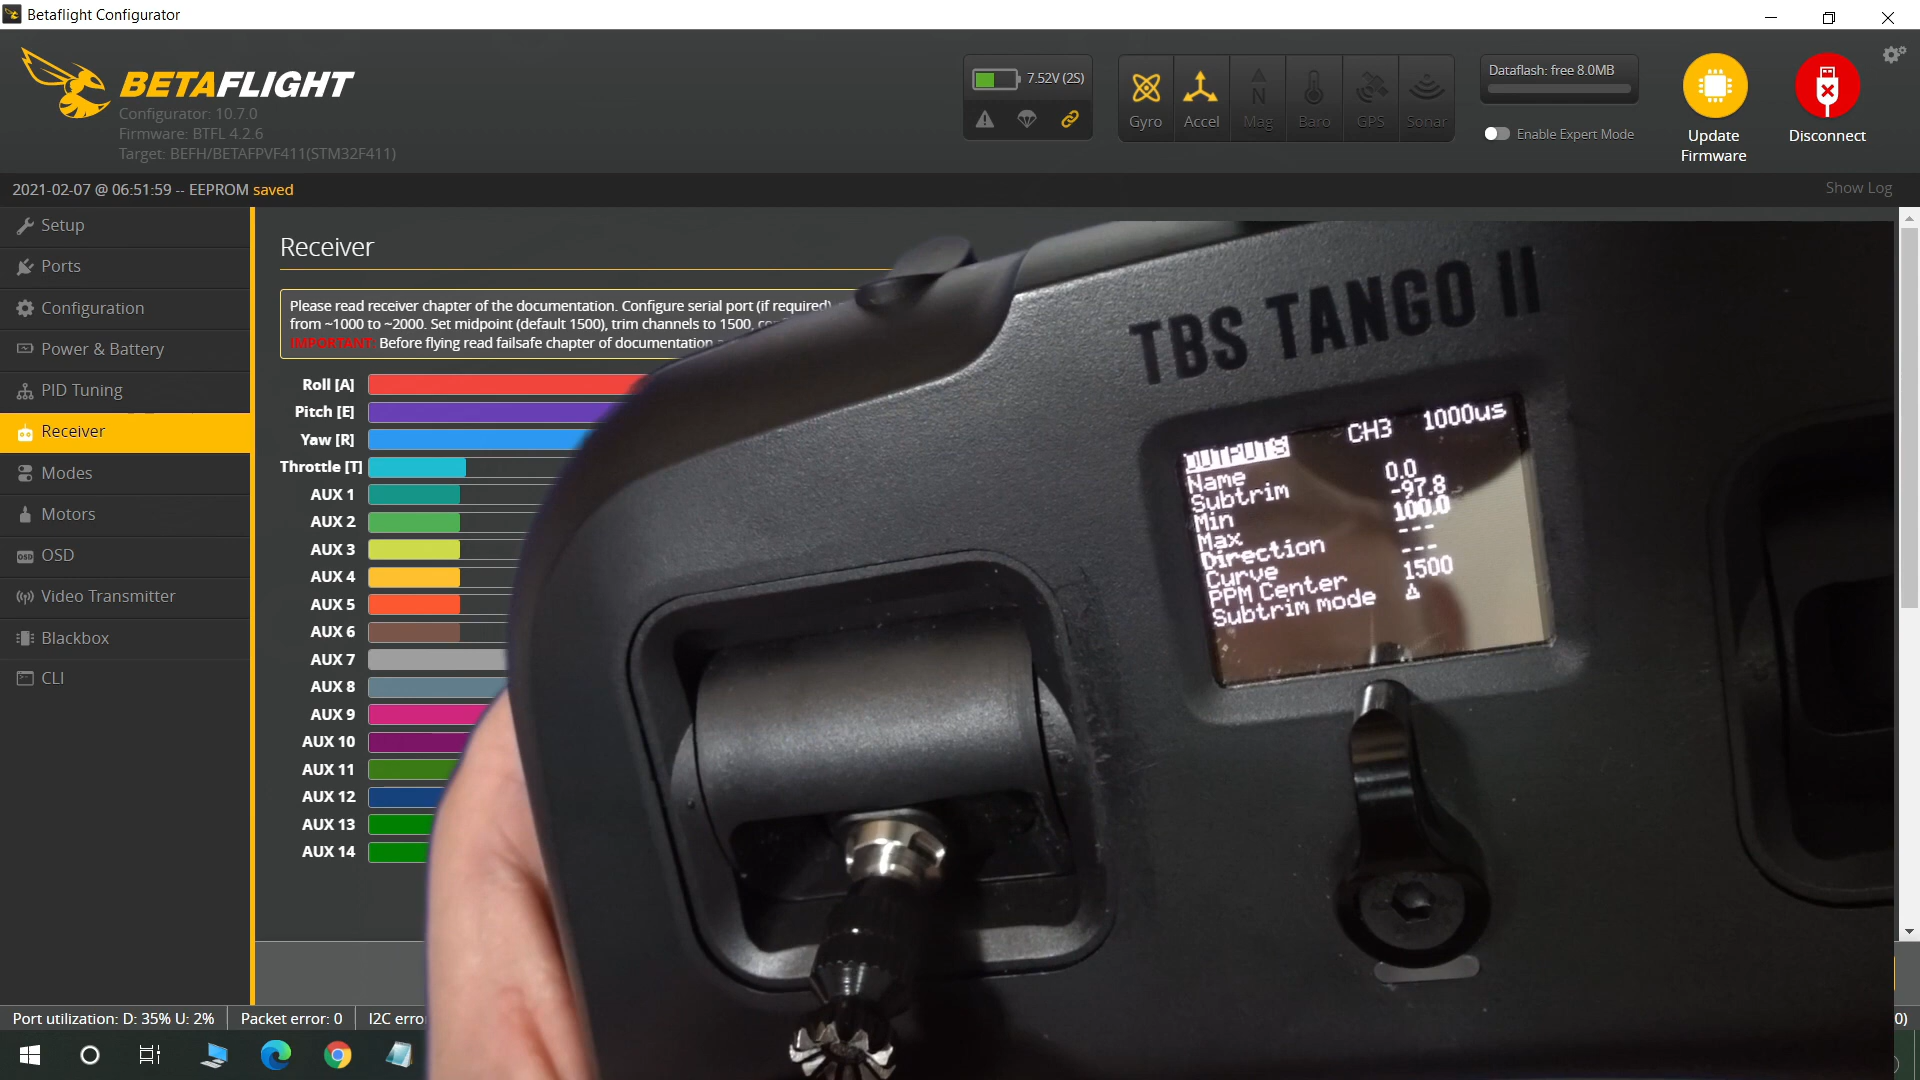 Betaflight Configurator
BETAFLIGHT
Configurator: 10.7.0
Firmware: BTFL 4.2.6
Target: BEFH/BETAFPVF411(STM32F411)
7.52V (2S)
Gyro
Accel
Mag
Baro
GPS
Sonar
Dataflash: free 8.0MB
Enable Expert Mode
Update
Firmware
Disconnect
2021-02-07 @ 06:51:59 -- EEPROM saved
Show Log
Setup
Ports
Configuration
Power & Battery
PID Tuning
Receiver
Modes
Motors
OSD
Video Transmitter
Blackbox
CLI
Receiver
Please read receiver chapter of the documentation. Configure serial port (if required),
from ~1000 to ~2000. Set midpoint (default 1500), trim channels to 1500,
IMPORTANT: Before flying read failsafe chapter of documentation
Roll [A]
Pitch [E]
Yaw [R]
Throttle [T]
AUX 1
AUX 2
AUX 3
AUX 4
AUX 5
AUX 6
AUX 7
AUX 8
AUX 9
AUX 10
AUX 11
AUX 12
AUX 13
AUX 14
TBS TANGO II
OUTPUTS CH3 1000us
Name
Subtrim 0.0
Min -97.8
Max 100.0
Direction ---
Curve ---
PPM Center 1500
Subtrim mode Δ
Port utilization: D: 35% U: 2%
Packet error: 0
I2C erro
0)